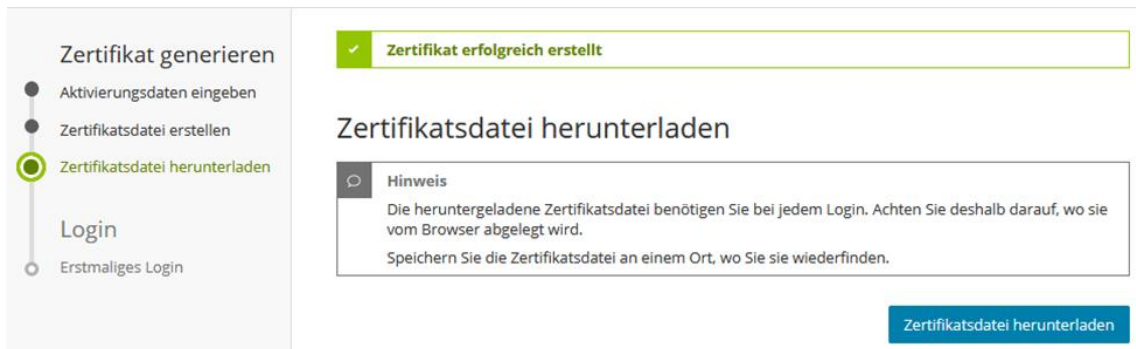 Zertifikat generieren
Aktivierungsdaten eingeben
Zertifikatsdatei erstellen
Zertifikatsdatei herunterladen
Login
Erstmaliges Login
Zertifikat erfolgreich erstellt
Zertifikatsdatei herunterladen
Hinweis
Die heruntergeladene Zertifikatsdatei benötigen Sie bei jedem Login. Achten Sie deshalb darauf, wo sie
vom Browser abgelegt wird.
Speichern Sie die Zertifikatsdatei an einem Ort, wo Sie sie wiederfinden.
Zertifikatsdatei herunterladen